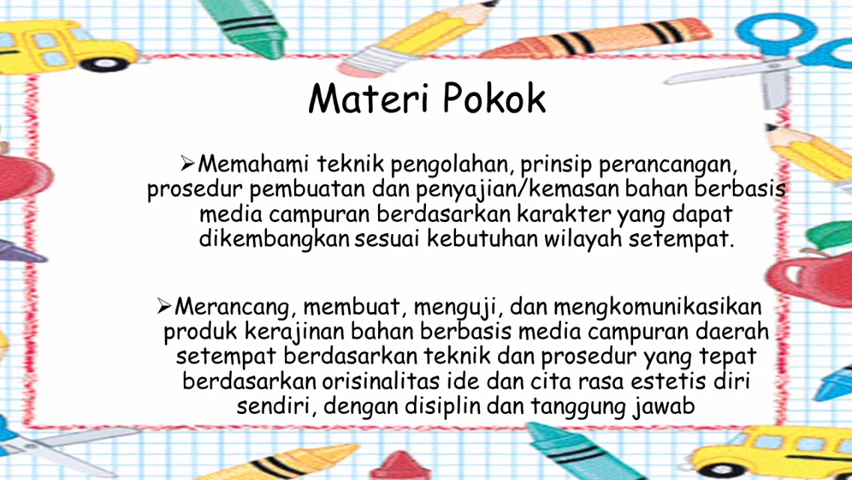 Materi Pokok
➢Memahami teknik pengolahan, prinsip perancangan,
prosedur pembuatan dan penyajian/kemasan bahan berbasis
media campuran berdasarkan karakter yang dapat
dikembangkan sesuai kebutuhan wilayah setempat.
➢Merancang, membuat, menguji, dan mengkomunikasikan
produk kerajinan bahan berbasis media campuran daerah
setempat berdasarkan teknik dan prosedur yang tepat
berdasarkan orisinalitas ide dan cita rasa estetis diri
sendiri, dengan disiplin dan tanggung jawab